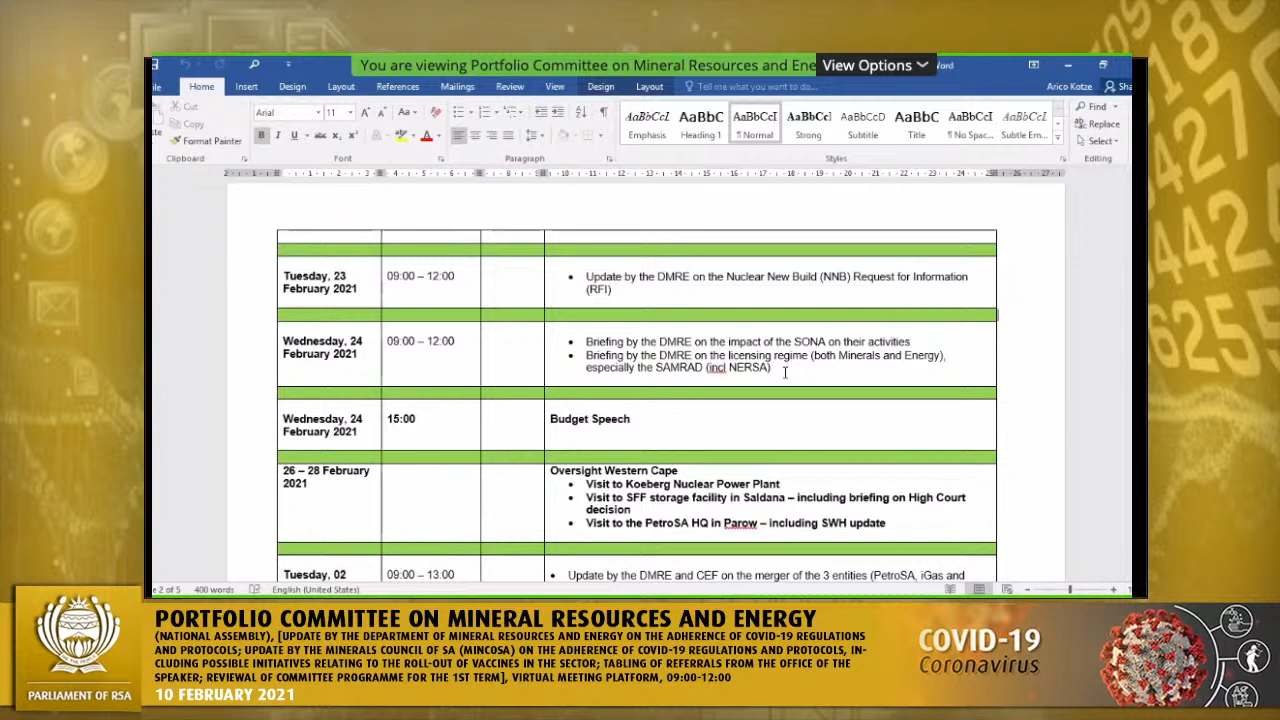 You are viewing Portfolio Committee on Mineral Resources and Ene
View Options
Word
ile
Home
Insert
Design
Layout
References
Mailings
Review
View
Design
Layout
Tell me what you want to do...
Arico Kotze
Sha
Cut
Copy
Format Painter
Arial
11
Emphasis
Heading 1
¶ Normal
Strong
Subtitle
Title
¶ No Spac...
Subtle Em...
Find
Replace
Select
Clipboard
Font
Paragraph
Styles
Editing
Tuesday, 23
February 2021
09:00 – 12:00
• Update by the DMRE on the Nuclear New Build (NNB) Request for Information
(RFI)
Wednesday, 24
February 2021
09:00 – 12:00
• Briefing by the DMRE on the impact of the SONA on their activities
• Briefing by the DMRE on the licensing regime (both Minerals and Energy),
especially the SAMRAD (incl NERSA)
Wednesday, 24
February 2021
15:00
Budget Speech
26 – 28 February
2021
Oversight Western Cape
• Visit to Koeberg Nuclear Power Plant
• Visit to SFF storage facility in Saldana – including briefing on High Court
decision
• Visit to the PetroSA HQ in Parow – including SWH update
Tuesday, 02
09:00 – 13:00
• Update by the DMRE and CEF on the merger of the 3 entities (PetroSA, iGas and
e 2 of 5
400 words
English (United States)
PARLIAMENT OF RSA
PORTFOLIO COMMITTEE ON MINERAL RESOURCES AND ENERGY
(NATIONAL ASSEMBLY), [UPDATE BY THE DEPARTMENT OF MINERAL RESOURCES AND ENERGY ON THE ADHERENCE OF COVID-19 REGULATIONS
AND PROTOCOLS; UPDATE BY THE MINERALS COUNCIL OF SA (MINCOSA) ON THE ADHERENCE OF COVID-19 REGULATIONS AND PROTOCOLS, IN-
CLUDING POSSIBLE INITIATIVES RELATING TO THE ROLL-OUT OF VACCINES IN THE SECTOR; TABLING OF REFERRALS FROM THE OFFICE OF THE
SPEAKER; REVIEWAL OF COMMITTEE PROGRAMME FOR THE 1ST TERM], VIRTUAL MEETING PLATFORM, 09:00-12:00
10 FEBRUARY 2021
COVID-19
Coronavirus